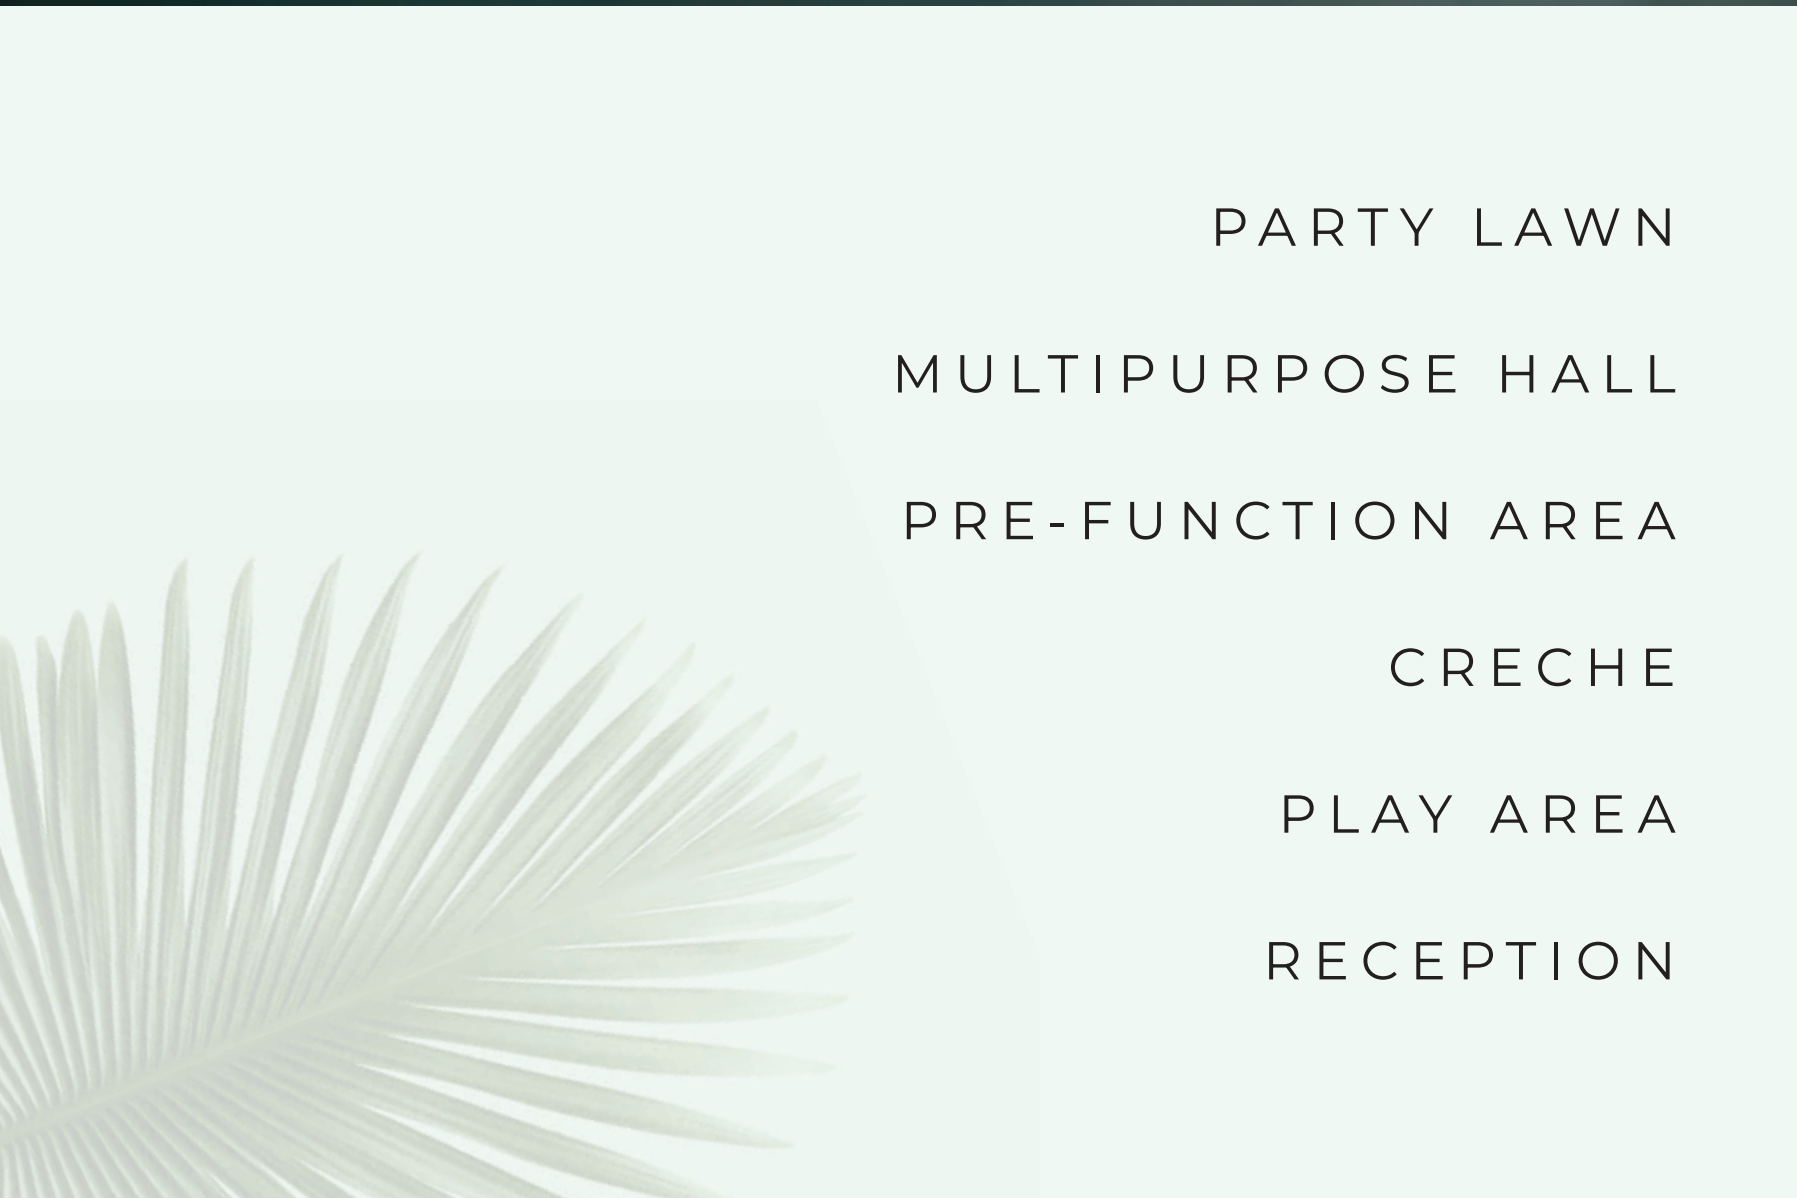 PARTY LAWN
MULTIPURPOSE HALL
PRE-FUNCTION AREA
CRECHE
PLAY AREA
RECEPTION